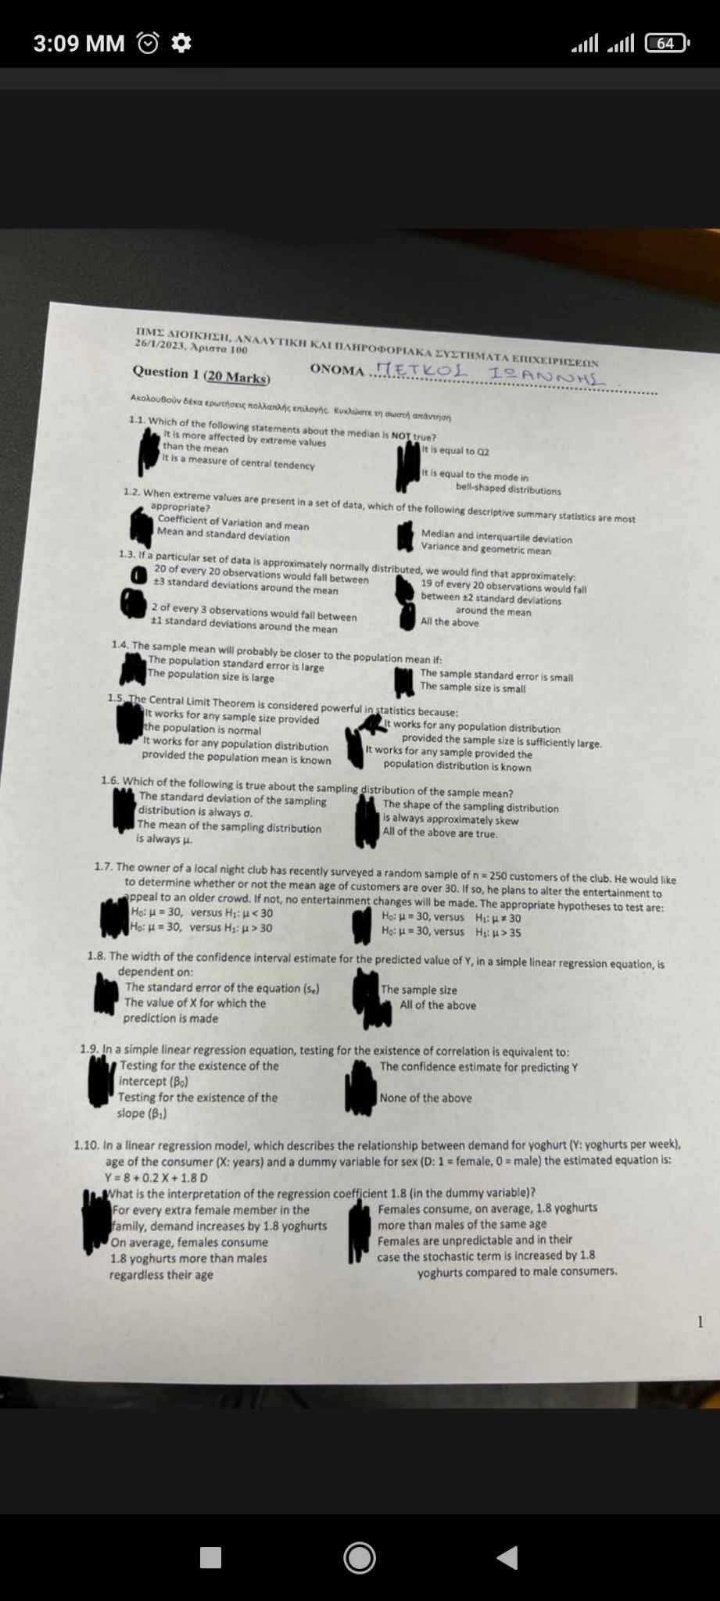 3:09 MM
64
ΠΜΣ ΔΙΟΙΚΗΣΗ, ΑΝΑΛΥΤΙΚΗ ΚΑΙ ΠΛΗΡΟΦΟΡΙΑΚΑ ΣΥΣΤΗΜΑΤΑ ΕΠΙΧΕΙΡΗΣΕΩΝ
26/1/2023, Άριστα 100
ΟΝΟΜΑ ΠΕΤΚΟΣ ΙΩΑΝΝΗΣ
Question 1 (20 Marks)
Ακολουθούν δέκα ερωτήσεις πολλαπλής επιλογής. Κυκλώστε τη σωστή απάντηση
1.1. Which of the following statements about the median is NOT true?
It is more affected by extreme values
than the mean
It is a measure of central tendency
It is equal to Q2
It is equal to the mode in
bell-shaped distributions
1.2. When extreme values are present in a set of data, which of the following descriptive summary statistics are most
appropriate?
Coefficient of Variation and mean
Mean and standard deviation
Median and interquartile deviation
Variance and geometric mean
1.3. If a particular set of data is approximately normally distributed, we would find that approximately:
20 of every 20 observations would fall between
±3 standard deviations around the mean
2 of every 3 observations would fall between
±1 standard deviations around the mean
19 of every 20 observations would fall
between ±2 standard deviations
around the mean
All the above
1.4. The sample mean will probably be closer to the population mean if:
The population standard error is large
The population size is large
The sample standard error is small
The sample size is small
1.5. The Central Limit Theorem is considered powerful in statistics because:
It works for any sample size provided
the population is normal
It works for any population distribution
provided the population mean is known
It works for any population distribution
provided the sample size is sufficiently large.
It works for any sample provided the
population distribution is known
1.6. Which of the following is true about the sampling distribution of the sample mean?
The standard deviation of the sampling
distribution is always σ.
The mean of the sampling distribution
is always μ.
The shape of the sampling distribution
is always approximately skew
All of the above are true.
1.7. The owner of a local night club has recently surveyed a random sample of n = 250 customers of the club. He would like
to determine whether or not the mean age of customers are over 30. If so, he plans to alter the entertainment to
appeal to an older crowd. If not, no entertainment changes will be made. The appropriate hypotheses to test are:
H₀: μ = 30, versus H₁: μ < 30
H₀: μ = 30, versus H₁: μ > 30
H₀: μ = 30, versus H₁: μ ≠ 30
H₀: μ = 30, versus H₁: μ > 35
1.8. The width of the confidence interval estimate for the predicted value of Y, in a simple linear regression equation, is
dependent on:
The standard error of the equation (sₑ)
The value of X for which the
prediction is made
The sample size
All of the above
1.9. In a simple linear regression equation, testing for the existence of correlation is equivalent to:
Testing for the existence of the
intercept (β₀)
Testing for the existence of the
slope (β₁)
The confidence estimate for predicting Y
None of the above
1.10. In a linear regression model, which describes the relationship between demand for yoghurt (Y: yoghurts per week),
age of the consumer (X: years) and a dummy variable for sex (D: 1 = female, 0 = male) the estimated equation is:
Y = 8 + 0.2 X + 1.8 D
What is the interpretation of the regression coefficient 1.8 (in the dummy variable)?
For every extra female member in the
family, demand increases by 1.8 yoghurts
On average, females consume
1.8 yoghurts more than males
regardless their age
Females consume, on average, 1.8 yoghurts
more than males of the same age
Females are unpredictable and in their
case the stochastic term is increased by 1.8
yoghurts compared to male consumers.
1